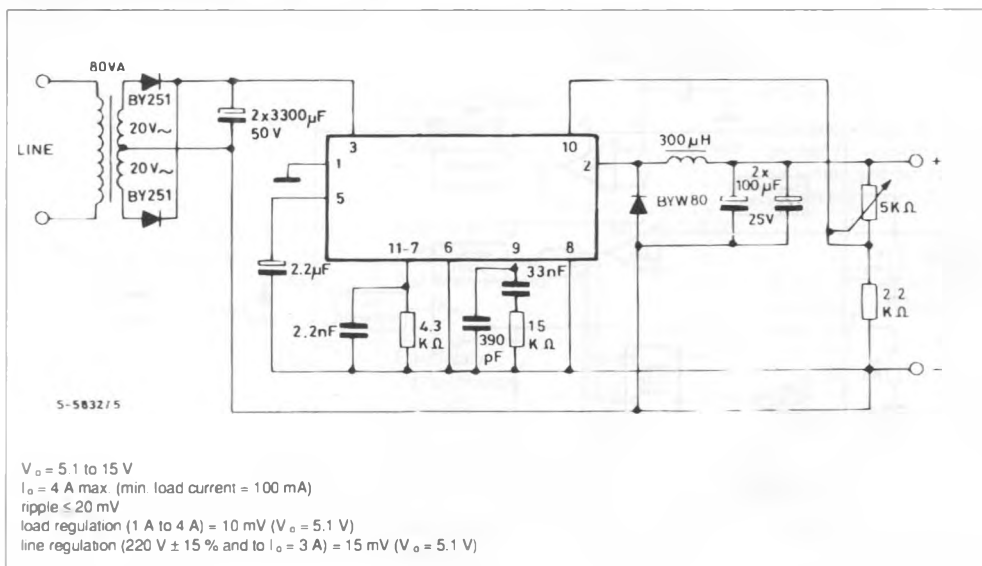 80VA
BY251
20V~
LINE
20V~
BY251
2x3300µF
50 V
3
10
1
2
5
11-7
6
9
8
300µH
2x
100µF
25V
BYW80
5KΩ
2.2µF
33nF
2.2nF
4.3
KΩ
390
pF
15
KΩ
2.2
KΩ
+
-
S-5832/5
V o = 5.1 to 15 V
I o = 4 A max. (min. load current = 100 mA)
ripple ≤ 20 mV
load regulation (1 A to 4 A) = 10 mV (V o = 5.1 V)
line regulation (220 V ± 15 % and to I o = 3 A) = 15 mV (V o = 5.1 V)